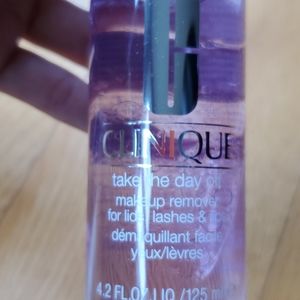 CLINIQUE
take the day off
makeup remover
for lids, lashes & lips
démaquillant facile
yeux/lèvres
4.2 FL.OZ.LIQ./125 ml